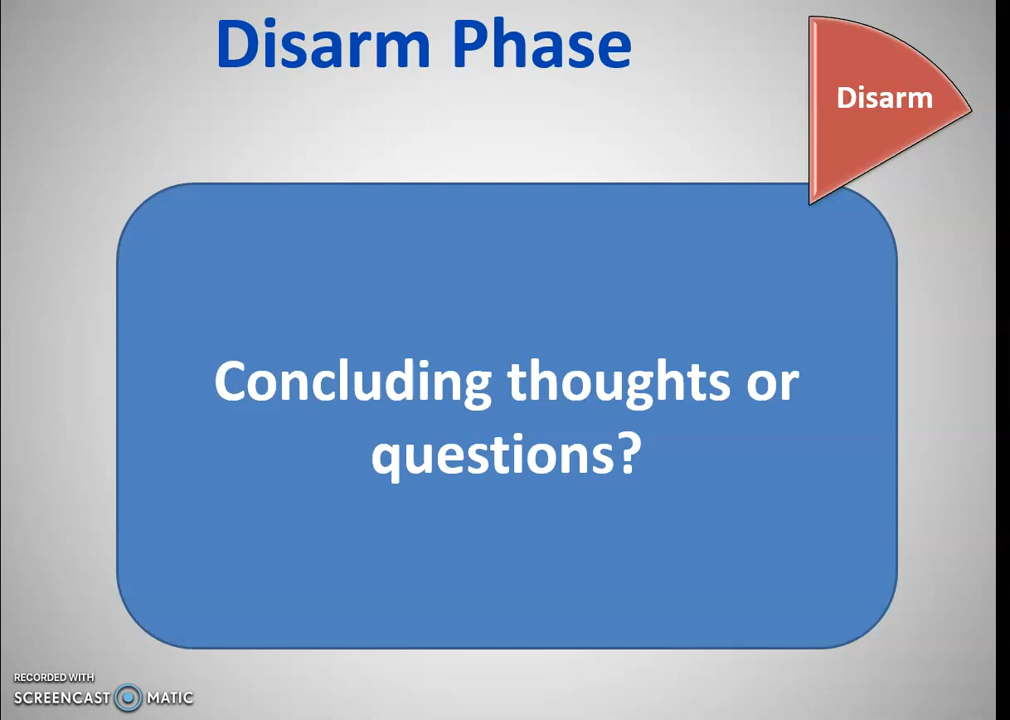 Disarm Phase
Disarm
Concluding thoughts or
questions?
RECORDED WITH
SCREENCAST MATIC